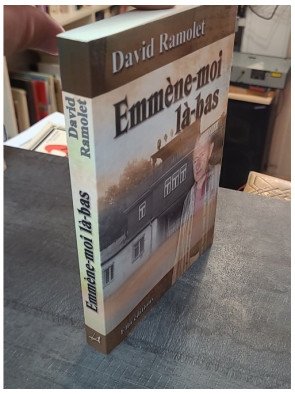 David Ramolet
Emmène-moi
là-bas
David
Ramolet
Emmène-moi là-bas